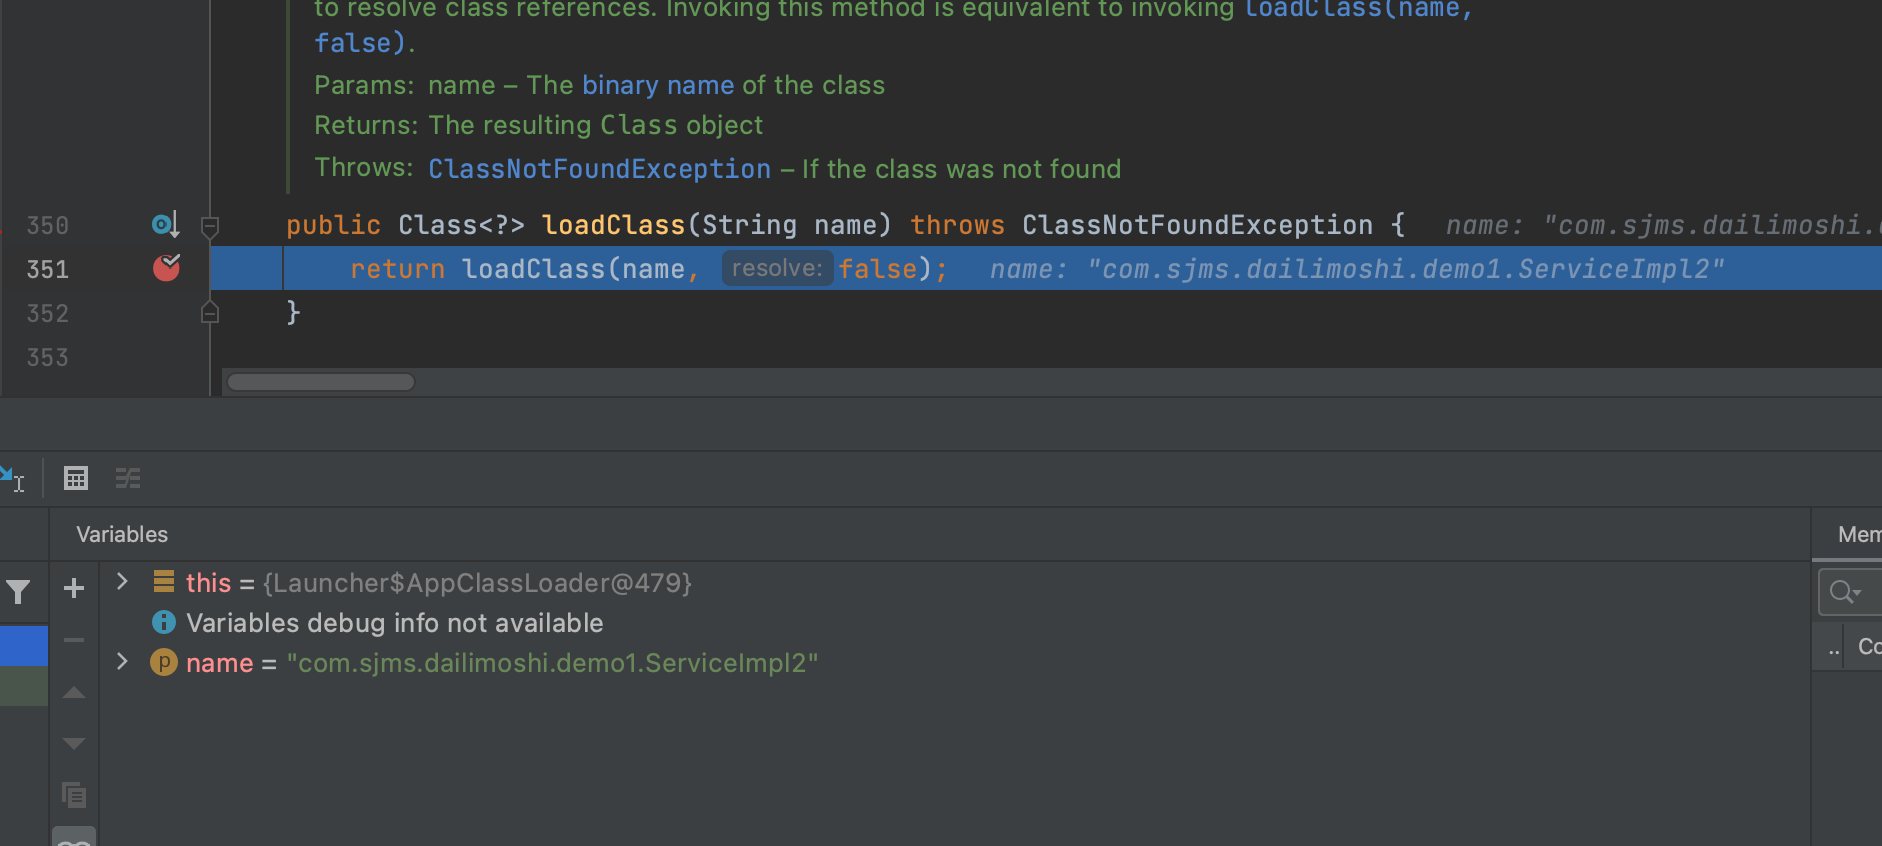 to resolve class references. Invoking this method is equivalent to invoking loadClass(name,
false).
Params: name – The binary name of the class
Returns: The resulting Class object
Throws: ClassNotFoundException – If the class was not found
350 public Class<?> loadClass(String name) throws ClassNotFoundException { name: "com.sjms.dailimoshi.
351 return loadClass(name, resolve: false); name: "com.sjms.dailimoshi.demo1.ServiceImpl2"
352 }
353
Variables
Mem
this = {Launcher$AppClassLoader@479}
Variables debug info not available
name = "com.sjms.dailimoshi.demo1.ServiceImpl2"
.. Co